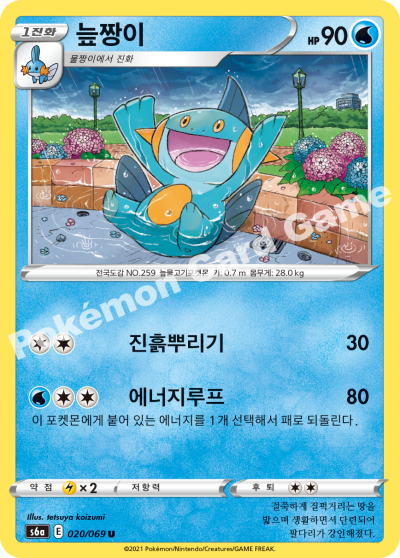 1진화
늪짱이
HP 90
물짱이에서 진화
전국도감 NO.259 늪물고기포켓몬 키: 0.7 m 몸무게: 28.0 kg
Pokémon Card Game
진흙뿌리기 30
에너지루프 80
이 포켓몬에게 붙어 있는 에너지를 1개 선택해서 패로 되돌린다.
약점 ×2 저항력 후퇴
Illus. tetsuya koizumi
s6a E 020/069 U
걸쭉하게 질퍽거리는 땅을
밟으며 생활하면서 단련되어
팔다리가 강인해졌다.
©2021 Pokémon/Nintendo/Creatures/GAME FREAK.